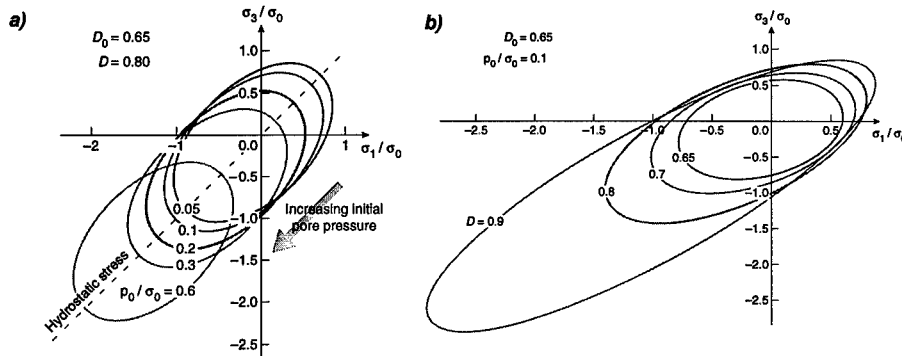 a)
D₀ = 0.65
D = 0.80
σ₃ / σ₀
1.0
0.5
−2
−1
1
σ₁ / σ₀
0.05
0.1
0.2
0.3
p₀ / σ₀ = 0.6
−1.0
−1.5
−2.0
−2.5
Increasing initial
pore pressure
Hydrostatic stress
b)
D₀ = 0.65
p₀ / σ₀ = 0.1
σ₃ / σ₀
1.0
0.5
−2.5
−2.0
−1.5
−1.0
−0.5
0.0
0.5
σ₁ / σ₀
0.65
0.7
0.8
D = 0.9
−0.5
−1.0
−1.5
−2.0
−2.5